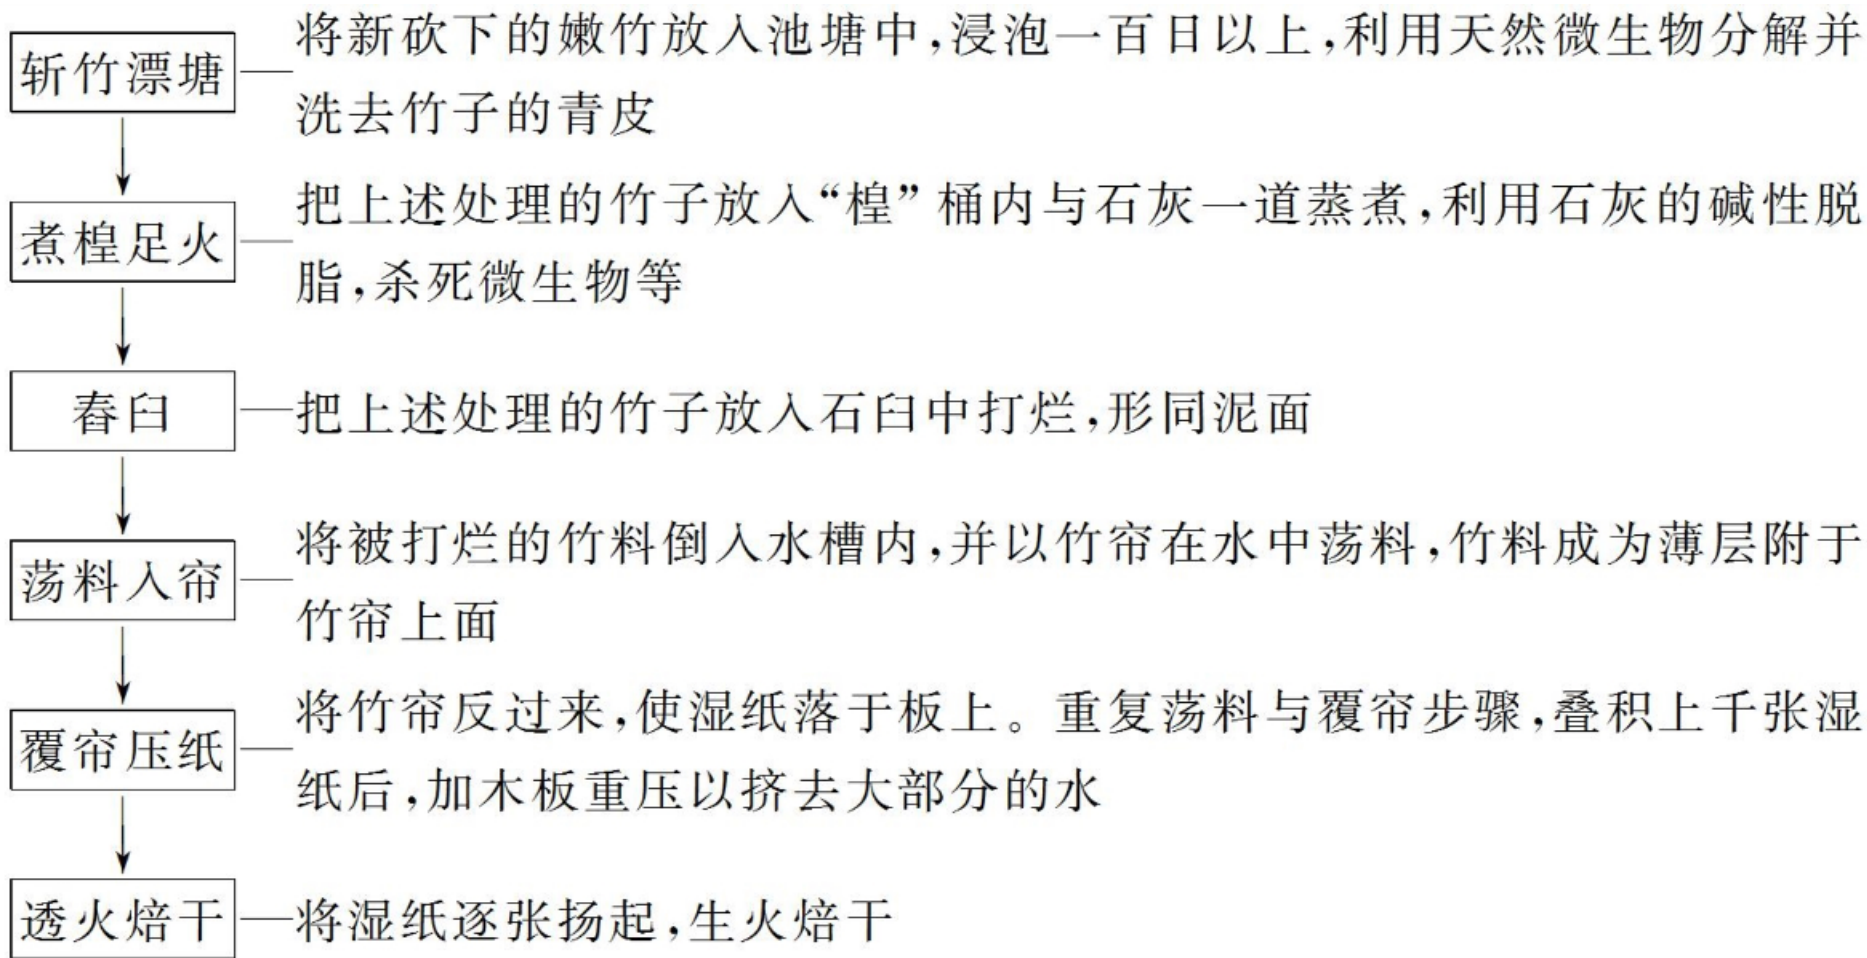 斩竹漂塘
将新砍下的嫩竹放入池塘中,浸泡一百日以上,利用天然微生物分解并
洗去竹子的青皮
煮楻足火
把上述处理的竹子放入“楻”桶内与石灰一道蒸煮,利用石灰的碱性脱
脂,杀死微生物等
舂臼
把上述处理的竹子放入石臼中打烂,形同泥面
荡料入帘
将被打烂的竹料倒入水槽内,并以竹帘在水中荡料,竹料成为薄层附于
竹帘上面
覆帘压纸
将竹帘反过来,使湿纸落于板上。重复荡料与覆帘步骤,叠积上千张湿
纸后,加木板重压以挤去大部分的水
透火焙干
将湿纸逐张扬起,生火焙干